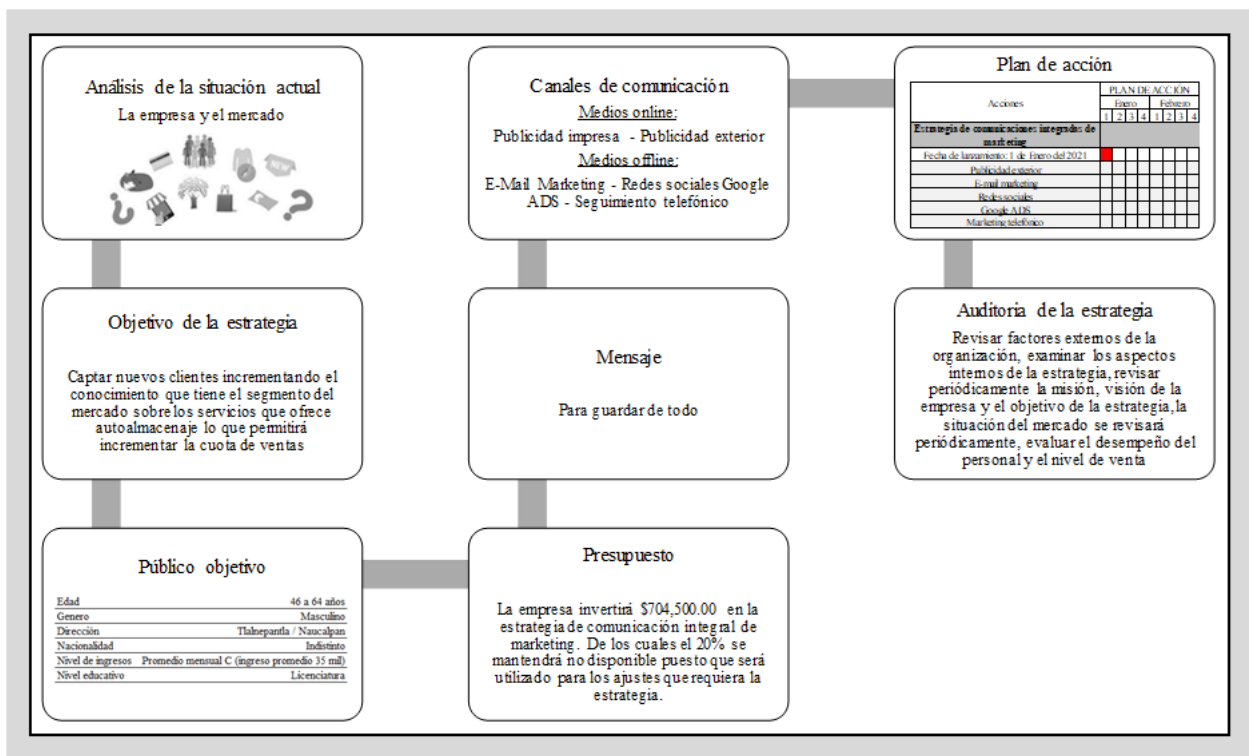 Análisis de la situación actual
La empresa y el mercado
Objetivo de la estrategia
Captar nuevos clientes incrementando el
conocimiento que tiene el segmento del
mercado sobre los servicios que ofrece
autoalmacenaje lo que permitirá
incrementar la cuota de ventas
Público objetivo
Edad 46 a 64 años
Genero Masculino
Dirección Tlalnepantla / Naucalpan
Nacionalidad Indistinto
Nivel de ingresos Promedio mensual C (ingreso promedio 35 mil)
Nivel educativo Licenciatura
Presupuesto
La empresa invertirá $704,500.00 en la
estrategia de comunicación integral de
marketing. De los cuales el 20% se
mantendrá no disponible puesto que será
utilizado para los ajustes que requiera la
estrategia.
Mensaje
Para guardar de todo
Canales de comunicación
Medios online:
Publicidad impresa - Publicidad exterior
Medios offline:
E-Mail Marketing - Redes sociales Google
ADS - Seguimiento telefónico
Plan de acción
PLAN DE ACCIÓN
Acciones
Enero Febrero
1 2 3 4 1 2 3 4
Estrategia de comunicaciones integradas de
marketing
Fecha de lanzamiento: 1 de Enero del 2021
Publicidad exterior
E-mail marketing
Redes sociales
Google ADS
Marketing telefónico
Auditoria de la estrategia
Revisar factores externos de la
organización, examinar los aspectos
internos de la estrategia, revisar
periódicamente la misión, visión de la
empresa y el objetivo de la estrategia, la
situación del mercado se revisará
periódicamente, evaluar el desempeño del
personal y el nivel de venta